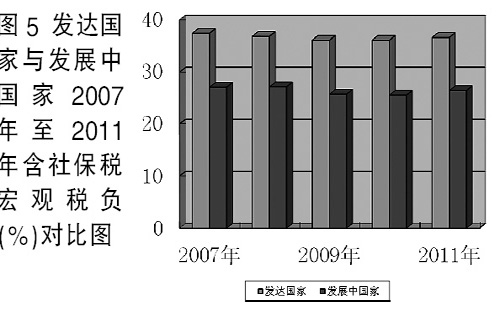 图5 发达国
家与发展中
国家2007
年至2011
年含社保税
宏观税负
(%)对比图
40
30
20
10
0
2007年 2009年 2011年
发达国家 发展中国家